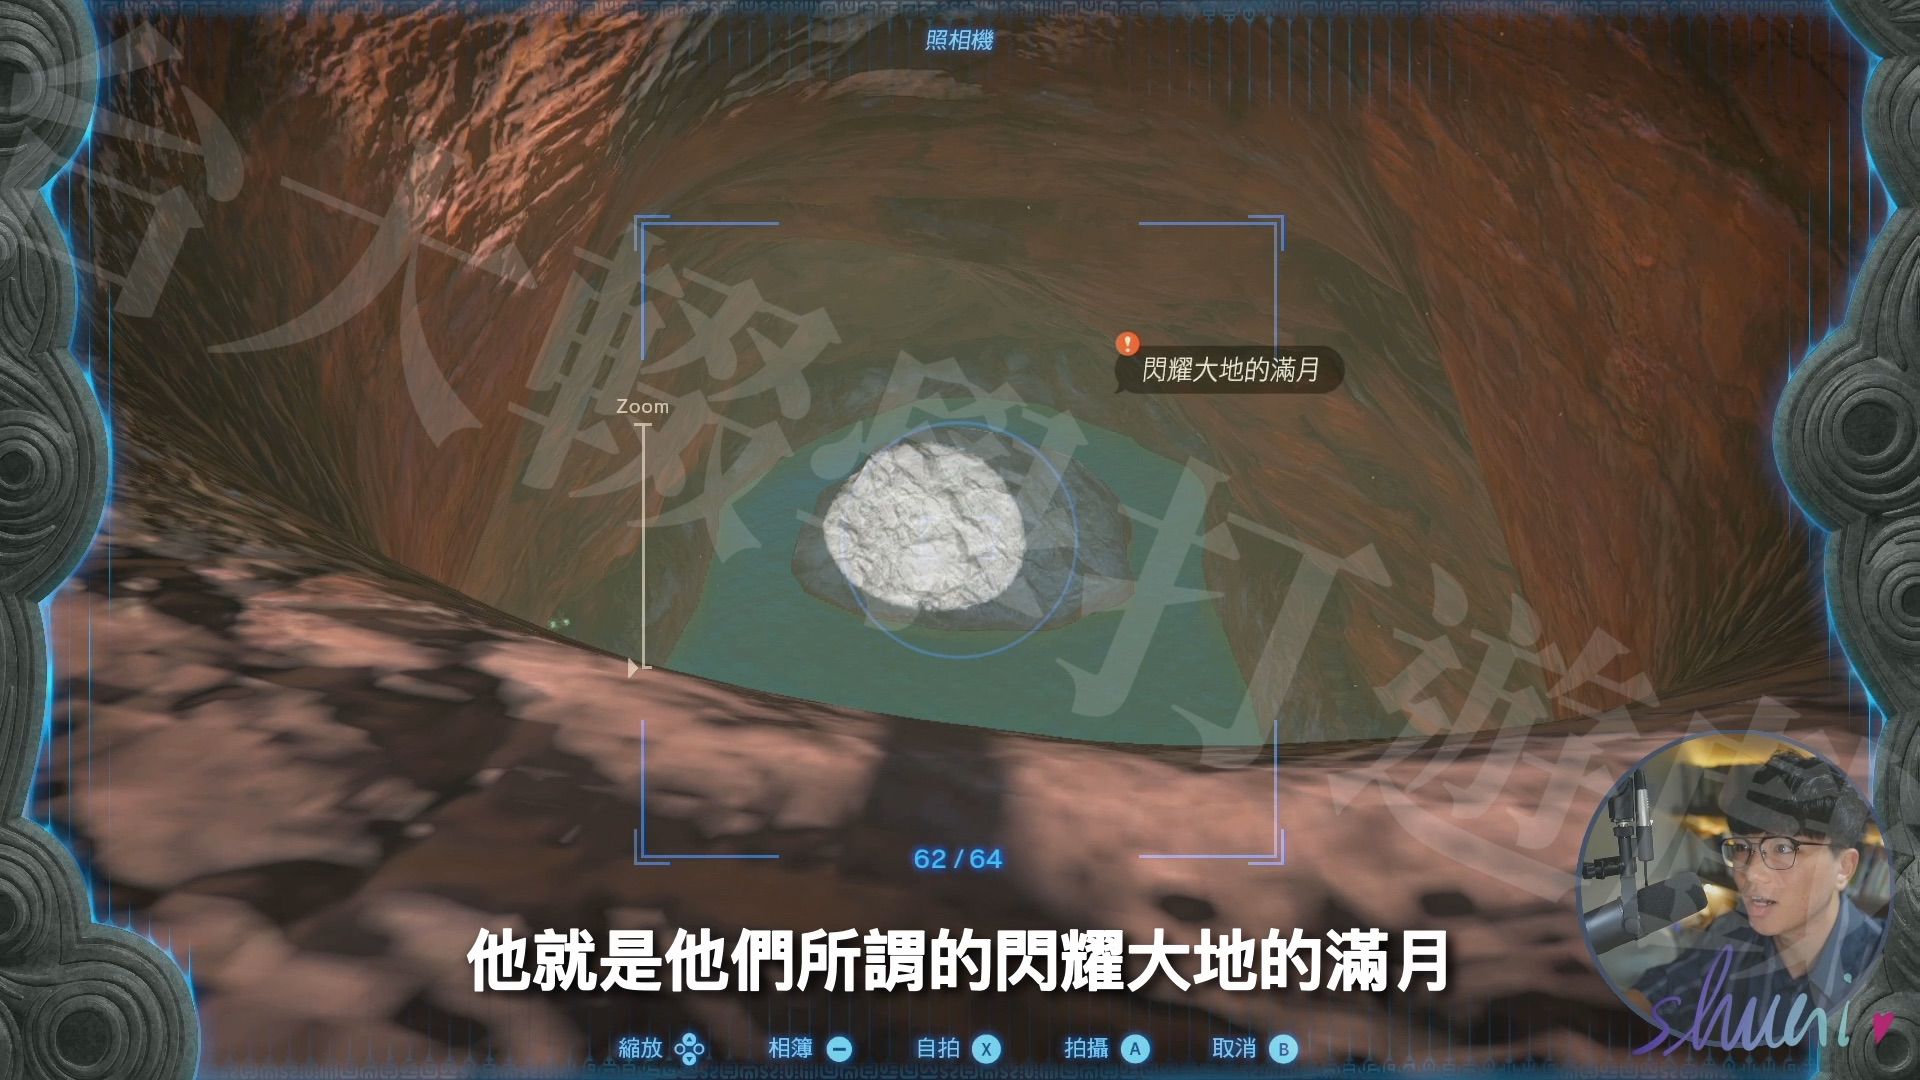 照相機
閃耀大地的滿月
Zoom
62 / 64
他就是他們所謂的閃耀大地的滿月
縮放 相簿 自拍 X 拍攝 A 取消 B
shueni